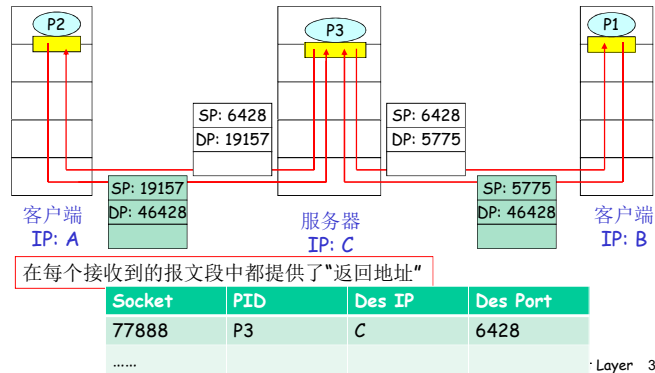 P2
P3
P1
SP: 6428
DP: 19157
SP: 6428
DP: 5775
SP: 19157
DP: 46428
SP: 5775
DP: 46428
客户端
IP: A
服务器
IP: C
客户端
IP: B
在每个接收到的报文段中都提供了“返回地址”
Socket PID Des IP Des Port
77888 P3 C 6428
……
Layer 3